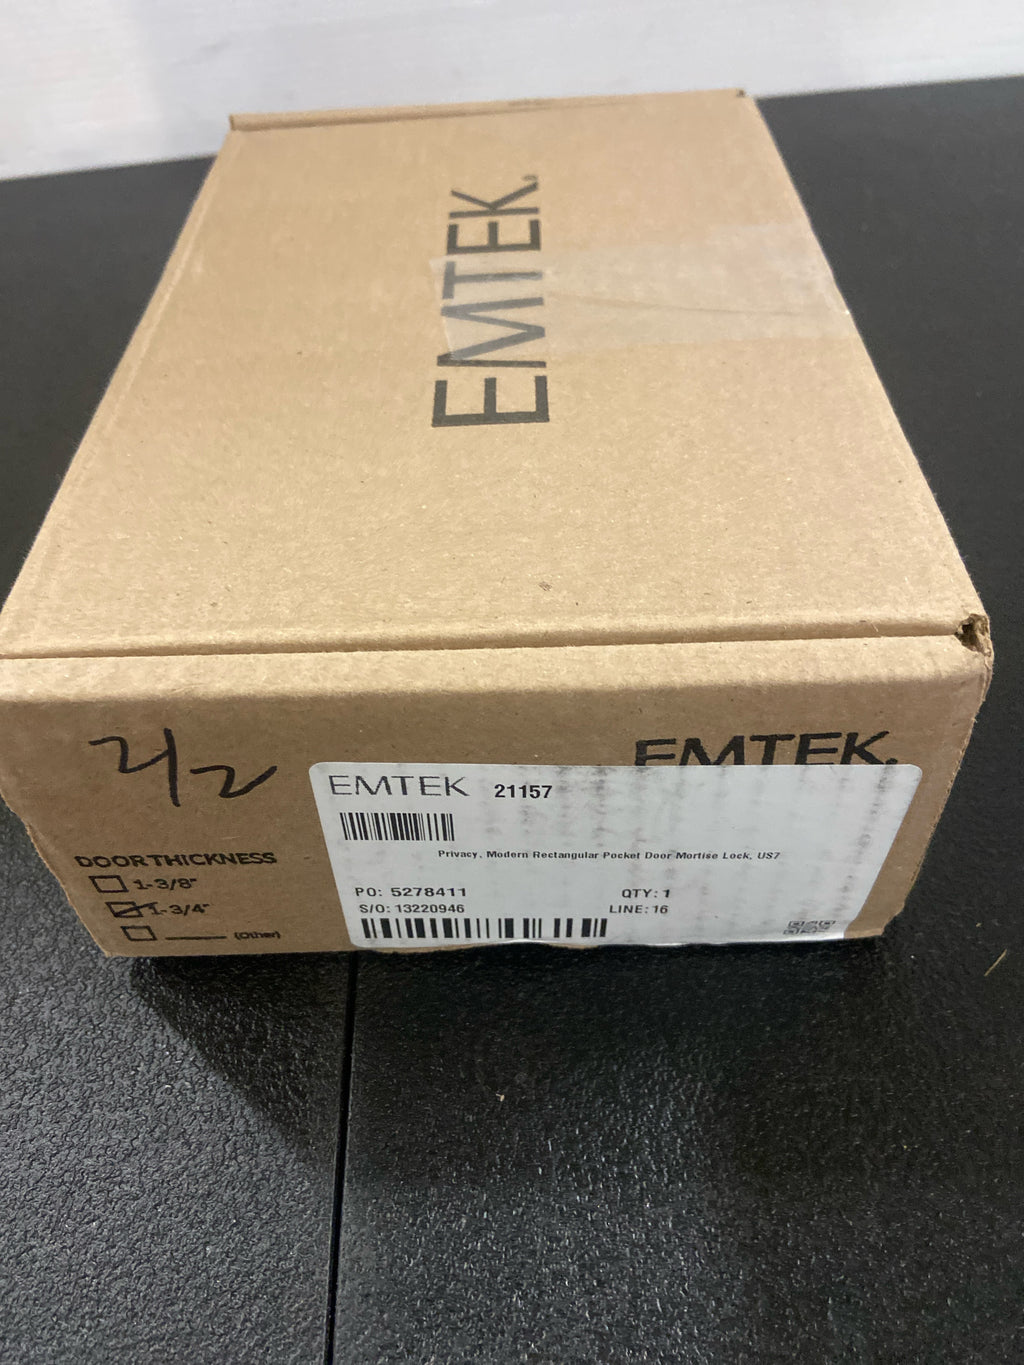 EMTEK.
2/2
EMTEK.
EMTEK 21157
Privacy, Modern Rectangular Pocket Door Mortise Lock, US7
PO: 5278411 QTY: 1
S/O: 13220946 LINE: 16
DOOR THICKNESS
1-3/8"
1-3/4"
(Other)